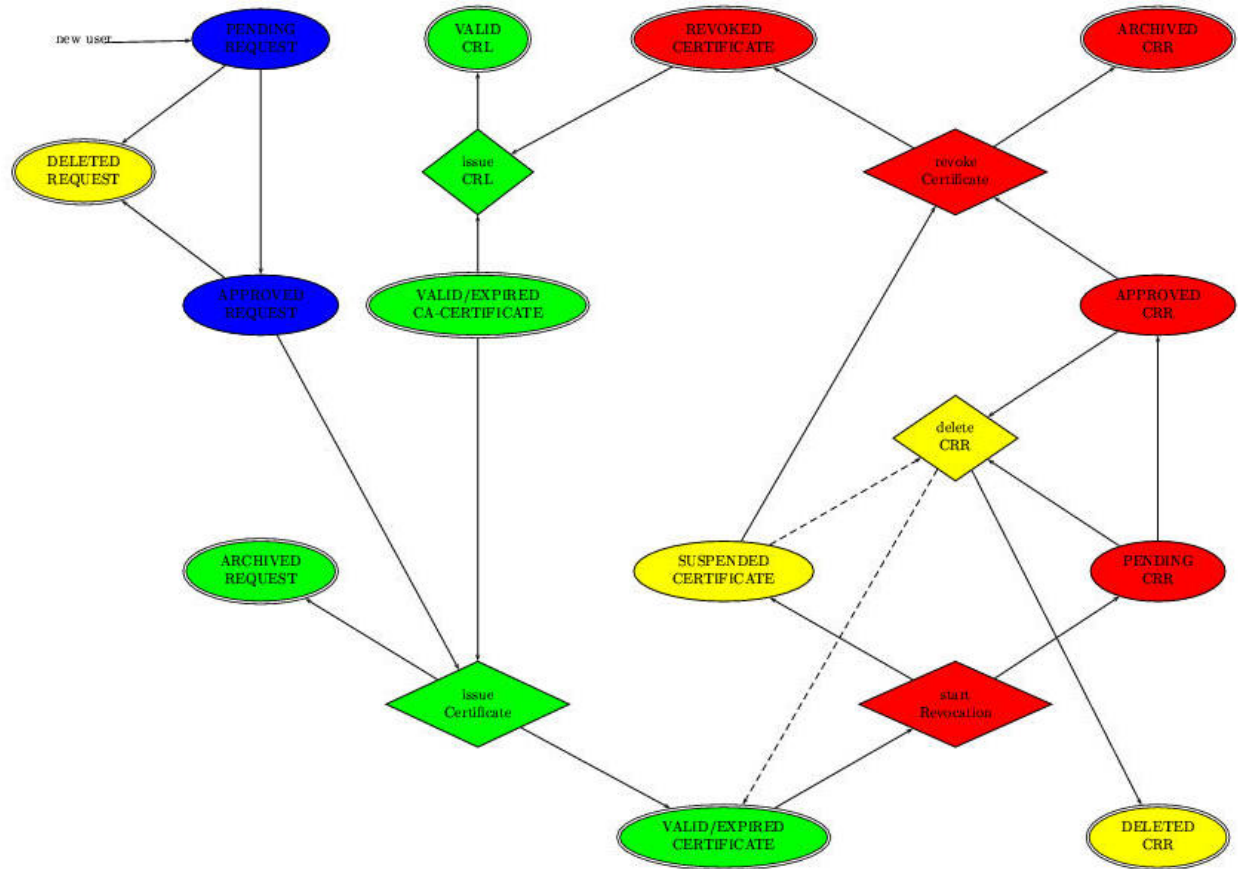 new user
PENDING
REQUEST
VALID
CRL
REVOKED
CERTIFICATE
ARCHIVED
CRR
DELETED
REQUEST
issue
CRL
revoke
Certificate
APPROVED
REQUEST
VALID/EXPIRED
CA-CERTIFICATE
APPROVED
CRR
delete
CRR
ARCHIVED
REQUEST
SUSPENDED
CERTIFICATE
PENDING
CRR
issue
Certificate
start
Revocation
VALID/EXPIRED
CERTIFICATE
DELETED
CRR